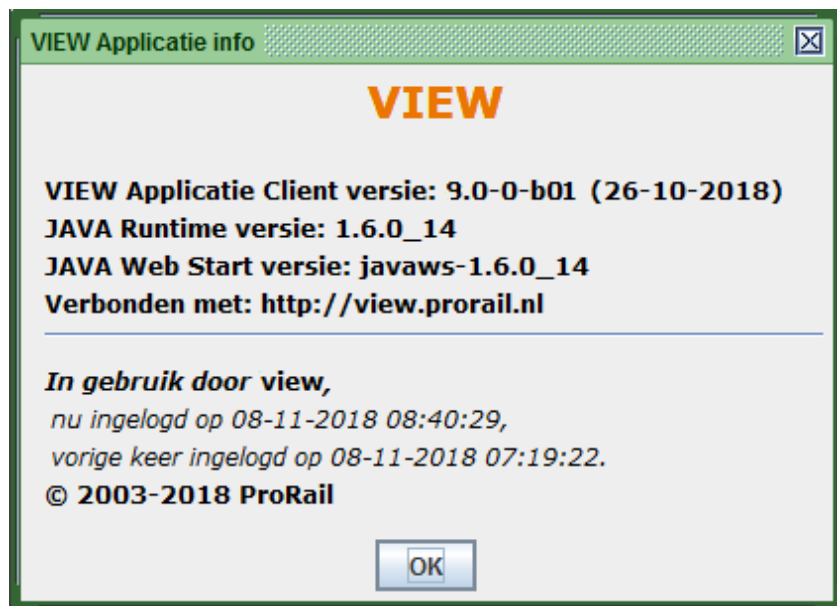 VIEW Applicatie info
VIEW
VIEW Applicatie Client versie: 9.0-0-b01 (26-10-2018)
JAVA Runtime versie: 1.6.0_14
JAVA Web Start versie: javaws-1.6.0_14
Verbonden met: http://view.prorail.nl
In gebruik door view,
nu ingelogd op 08-11-2018 08:40:29,
vorige keer ingelogd op 08-11-2018 07:19:22.
© 2003-2018 ProRail
OK